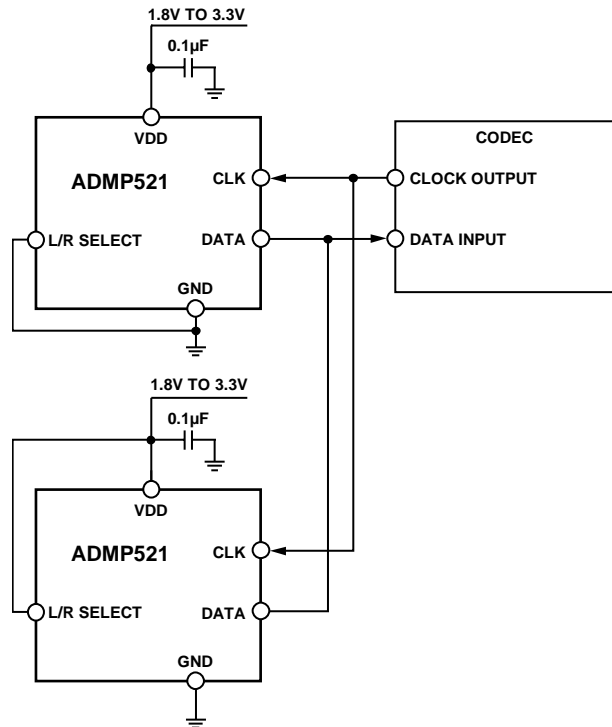 1.8V TO 3.3V
0.1µF
VDD
ADMP521
CLK
L/R SELECT
DATA
GND
CODEC
CLOCK OUTPUT
DATA INPUT
1.8V TO 3.3V
0.1µF
VDD
ADMP521
CLK
L/R SELECT
DATA
GND